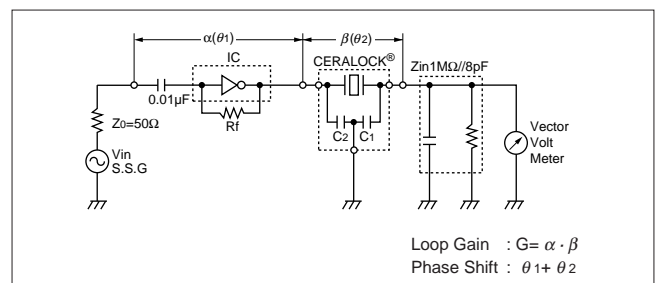 α(θ1)
β(θ2)
IC
CERALOCK®
Zin1MΩ//8pF
0.01µF
Rf
Z0=50Ω
C2
C1
Vector
Volt
Meter
Vin
S.S.G
Loop Gain : G= α · β
Phase Shift : θ1+ θ2